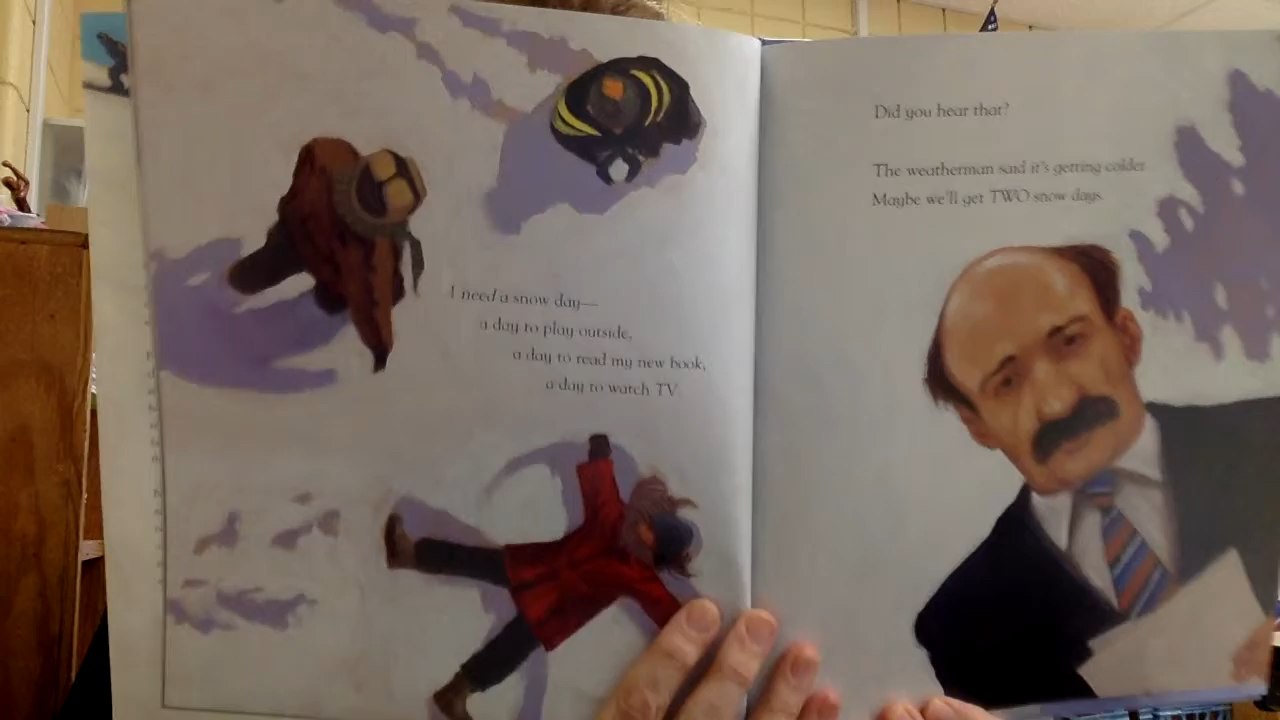 I need a snow day—
a day to play outside,
a day to read my new book,
a day to watch TV.
Did you hear that?
The weatherman said it's getting colder.
Maybe we'll get TWO snow days.